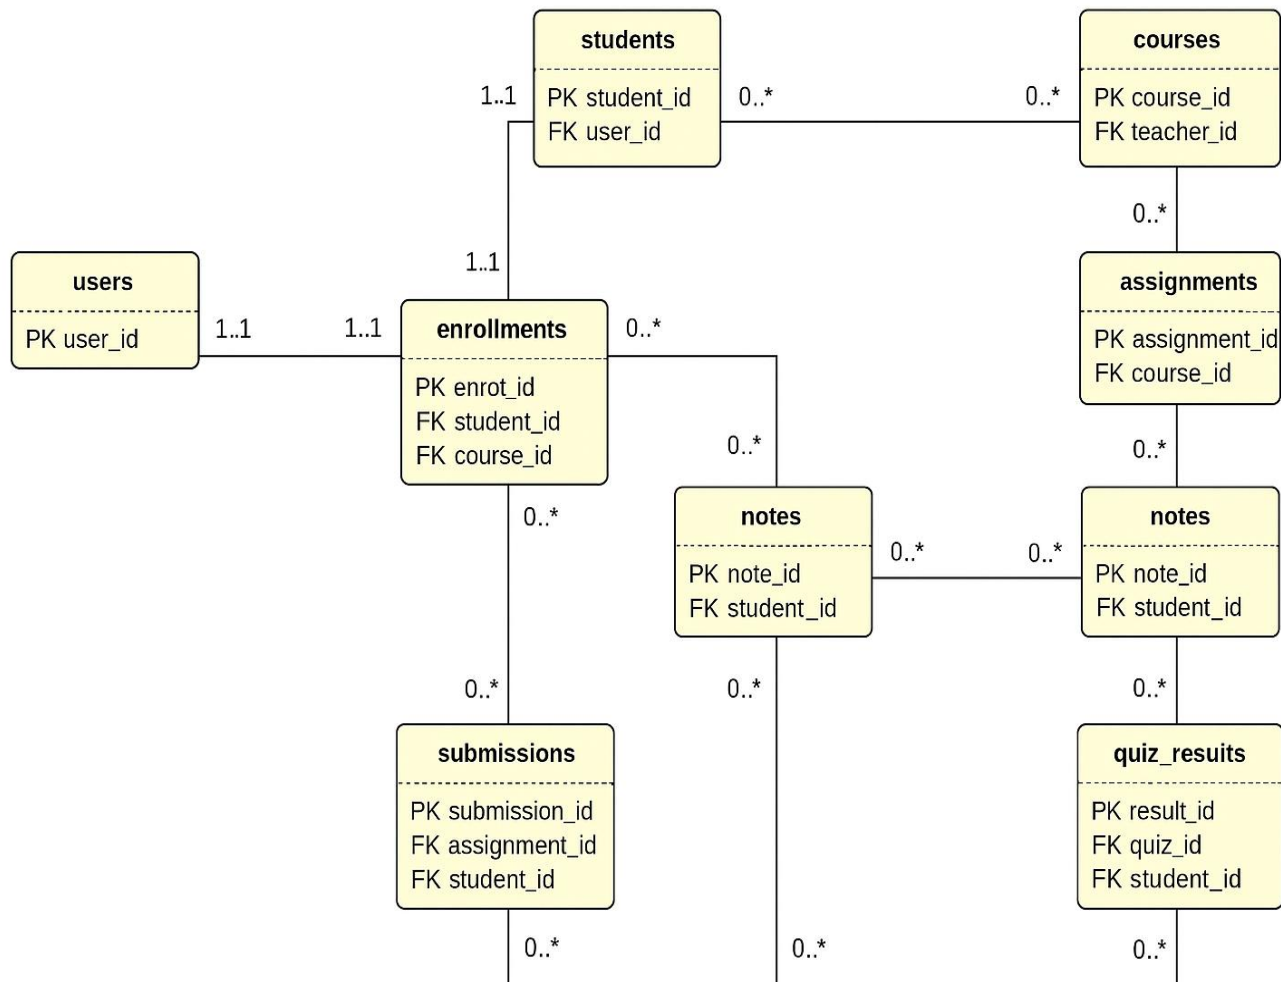 students
PK student_id
FK user_id
courses
PK course_id
FK teacher_id
1..1
0..*
0..*
0..*
1..1
users
PK user_id
1..1
1..1
enrollments
PK enrot_id
FK student_id
FK course_id
0..*
assignments
PK assignment_id
FK course_id
0..*
0..*
0..*
notes
PK note_id
FK student_id
0..*
0..*
notes
PK note_id
FK student_id
0..*
0..*
0..*
submissions
PK submission_id
FK assignment_id
FK student_id
quiz_resuits
PK result_id
FK quiz_id
FK student_id
0..*
0..*
0..*